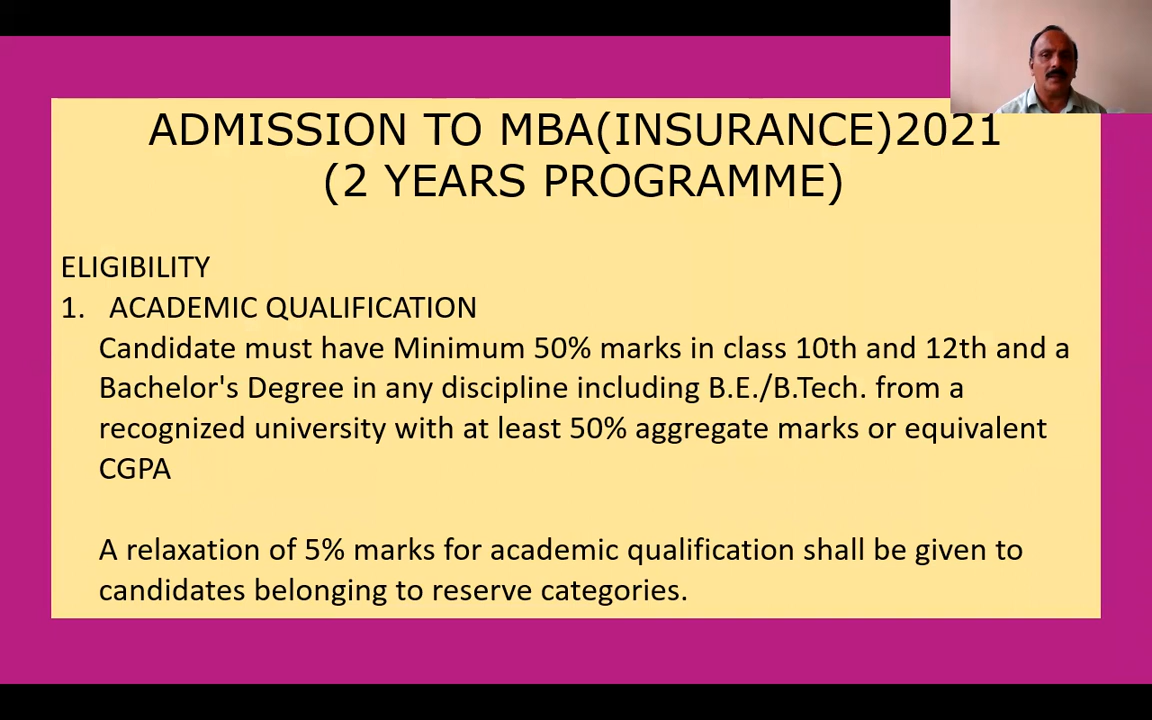 ADMISSION TO MBA(INSURANCE)2021
(2 YEARS PROGRAMME)
ELIGIBILITY
1. ACADEMIC QUALIFICATION
Candidate must have Minimum 50% marks in class 10th and 12th and a
Bachelor's Degree in any discipline including B.E./B.Tech. from a
recognized university with at least 50% aggregate marks or equivalent
CGPA
A relaxation of 5% marks for academic qualification shall be given to
candidates belonging to reserve categories.